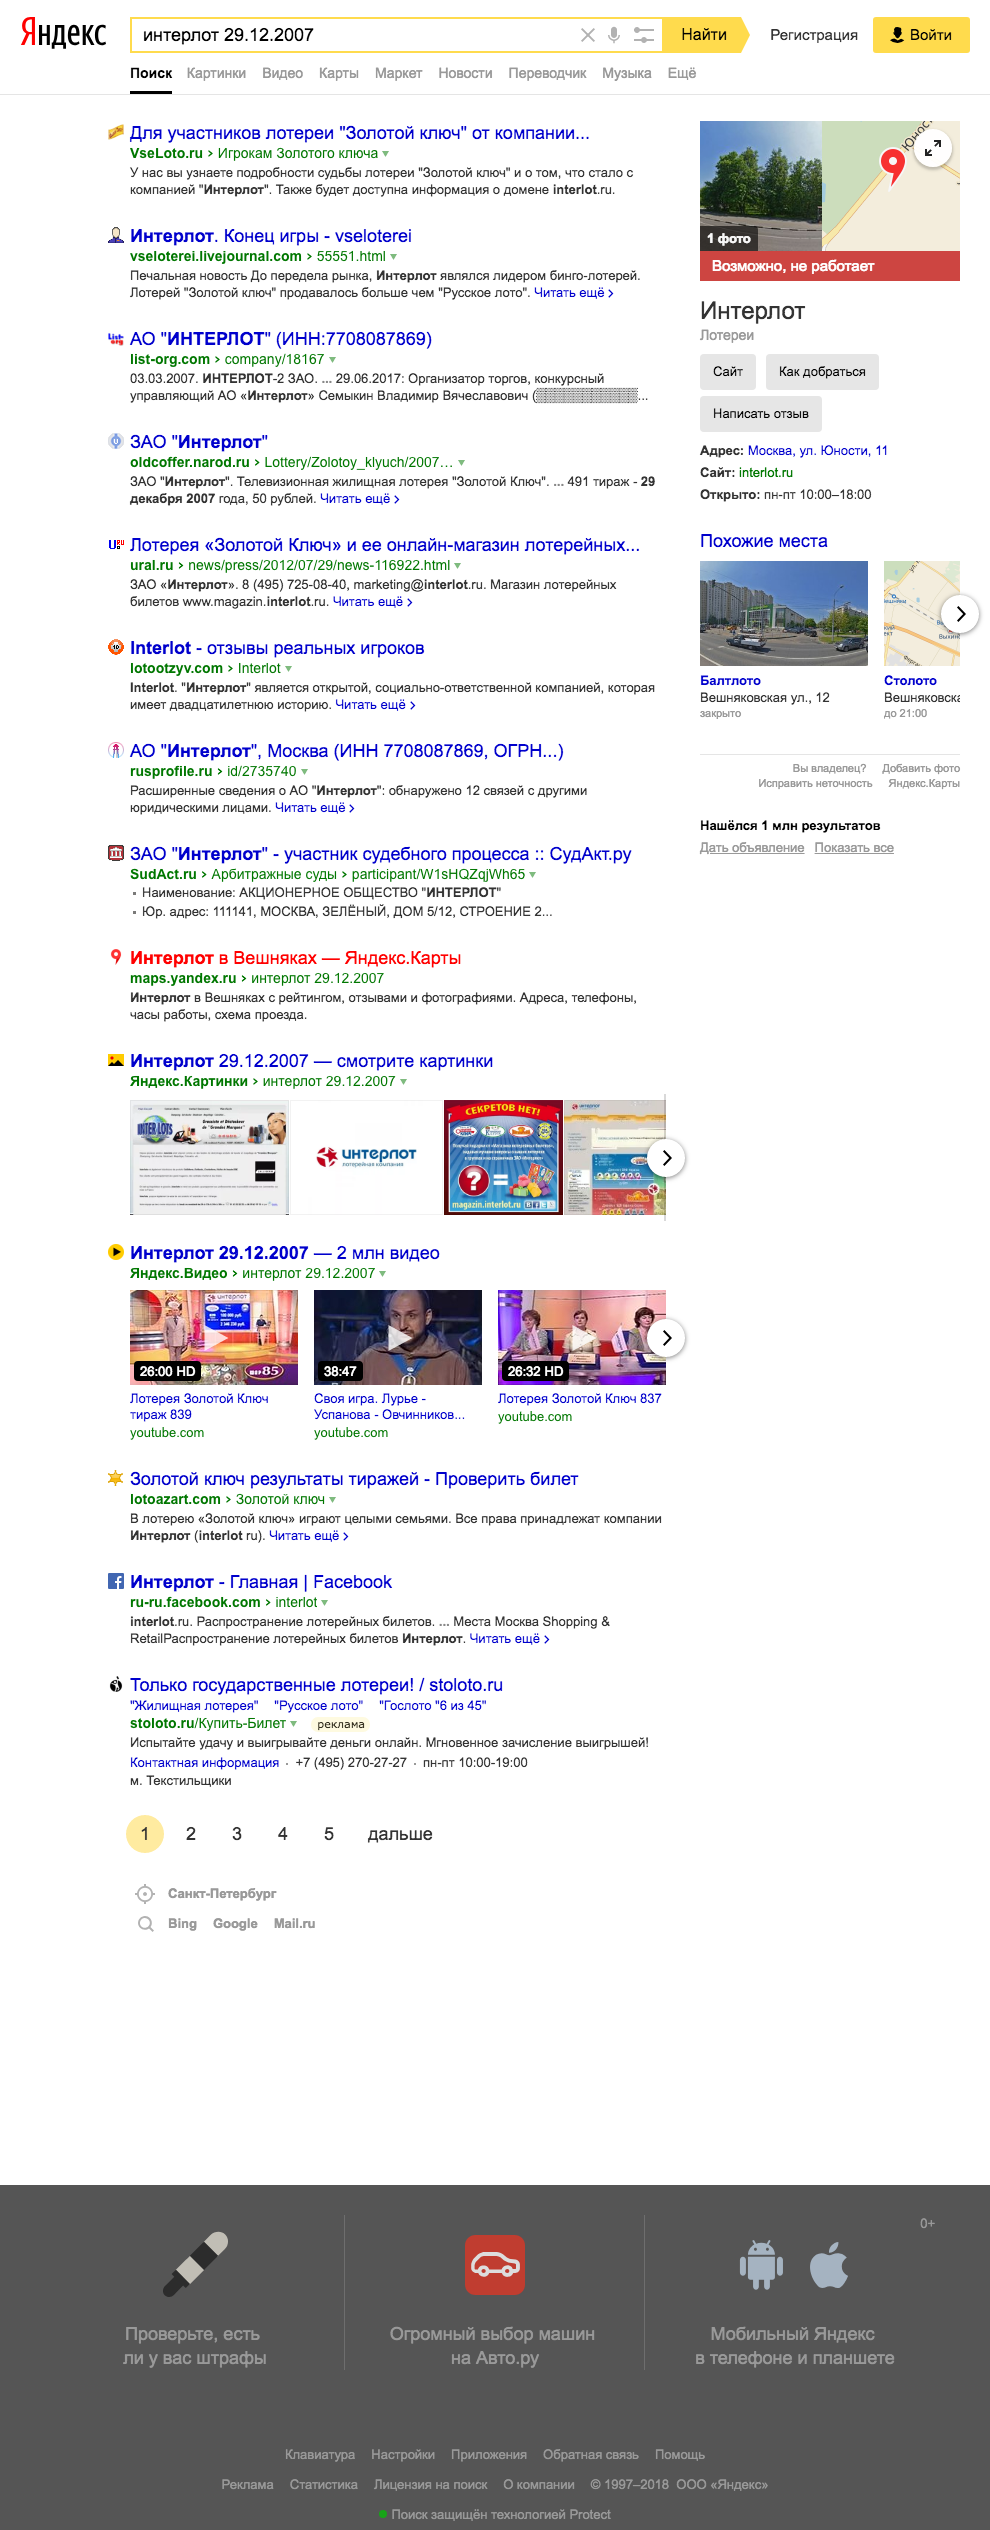 Яндекс
интерлот 29.12.2007
Найти
Регистрация
Войти
Поиск Картинки Видео Карты Маркет Новости Переводчик Музыка Ещё
Для участников лотереи "Золотой ключ" от компании...
VseLoto.ru › Игрокам Золотого ключа
У нас вы узнаете подробности судьбы лотереи "Золотой ключ" и о том, что стало с
компанией "Интерлот". Также будет доступна информация о домене interlot.ru.
Интерлот. Конец игры - vseloterei
vseloterei.livejournal.com › 55551.html
Печальная новость До передела рынка, Интерлот являлся лидером бинго-лотерей.
Лотерей "Золотой ключ" продавалось больше чем "Русское лото". Читать ещё ›
АО "ИНТЕРЛОТ" (ИНН:7708087869)
list-org.com › company/18167
03.03.2007. ИНТЕРЛОТ-2 ЗАО. ... 29.06.2017: Организатор торгов, конкурсный
управляющий АО «Интерлот» Семыкин Владимир Вячеславович (▒▒▒▒▒▒▒▒▒▒▒▒...
ЗАО "Интерлот"
oldcoffer.narod.ru › Lottery/Zolotoy_klyuch/2007…
ЗАО "Интерлот". Телевизионная жилищная лотерея "Золотой Ключ". ... 491 тираж - 29
декабря 2007 года, 50 рублей. Читать ещё ›
Лотерея «Золотой Ключ» и ее онлайн-магазин лотерейных...
ural.ru › news/press/2012/07/29/news-116922.html
ЗАО «Интерлот». 8 (495) 725-08-40, marketing@interlot.ru. Магазин лотерейных
билетов www.magazin.interlot.ru. Читать ещё ›
Interlot - отзывы реальных игроков
lotootzyv.com › Interlot
Interlot. "Интерлот" является открытой, социально-ответственной компанией, которая
имеет двадцатилетнюю историю. Читать ещё ›
АО "Интерлот", Москва (ИНН 7708087869, ОГРН...)
rusprofile.ru › id/2735740
Расширенные сведения о АО "Интерлот": обнаружено 12 связей с другими
юридическими лицами. Читать ещё ›
ЗАО "Интерлот" - участник судебного процесса :: СудАкт.ру
SudAct.ru › Арбитражные суды › participant/W1sHQZqjWh65
▪ Наименование: АКЦИОНЕРНОЕ ОБЩЕСТВО "ИНТЕРЛОТ"
▪ Юр. адрес: 111141, МОСКВА, ЗЕЛЁНЫЙ, ДОМ 5/12, СТРОЕНИЕ 2...
Интерлот в Вешняках — Яндекс.Карты
maps.yandex.ru › интерлот 29.12.2007
Интерлот в Вешняках с рейтингом, отзывами и фотографиями. Адреса, телефоны,
часы работы, схема проезда.
Интерлот 29.12.2007 — смотрите картинки
Яндекс.Картинки › интерлот 29.12.2007
INTER LOTS
интерлот
лотерейная компания
СЕКРЕТОВ НЕТ!
magazin.interlot.ru
Интерлот 29.12.2007 — 2 млн видео
Яндекс.Видео › интерлот 29.12.2007
26:00 HD
38:47
26:32 HD
Лотерея Золотой Ключ
тираж 839
youtube.com
Своя игра. Лурье -
Успанова - Овчинников...
youtube.com
Лотерея Золотой Ключ 837
youtube.com
Золотой ключ результаты тиражей - Проверить билет
lotoazart.com › Золотой ключ
В лотерею «Золотой ключ» играют целыми семьями. Все права принадлежат компании
Интерлот (interlot ru). Читать ещё ›
Интерлот - Главная | Facebook
ru-ru.facebook.com › interlot
interlot.ru. Распространение лотерейных билетов. ... Места Москва Shopping &
RetailРаспространение лотерейных билетов Интерлот. Читать ещё ›
Только государственные лотереи! / stoloto.ru
"Жилищная лотерея" "Русское лото" "Гослото "6 из 45"
stoloto.ru/Купить-Билет реклама
Испытайте удачу и выигрывайте деньги онлайн. Мгновенное зачисление выигрышей!
Контактная информация · +7 (495) 270-27-27 · пн-пт 10:00-19:00
м. Текстильщики
1 2 3 4 5 дальше
Санкт-Петербург
Bing Google Mail.ru
1 фото
Возможно, не работает
Интерлот
Лотереи
Сайт
Как добраться
Написать отзыв
Адрес: Москва, ул. Юности, 11
Сайт: interlot.ru
Открыто: пн-пт 10:00–18:00
Похожие места
Балтлото
Вешняковская ул., 12
закрыто
Столото
Вешняковска
до 21:00
Вы владелец? Добавить фото
Исправить неточность Яндекс.Карты
Нашёлся 1 млн результатов
Дать объявление Показать все
0+
Проверьте, есть
ли у вас штрафы
Огромный выбор машин
на Авто.ру
Мобильный Яндекс
в телефоне и планшете
Клавиатура Настройки Приложения Обратная связь Помощь
Реклама Статистика Лицензия на поиск О компании © 1997–2018 ООО «Яндекс»
Поиск защищён технологией Protect